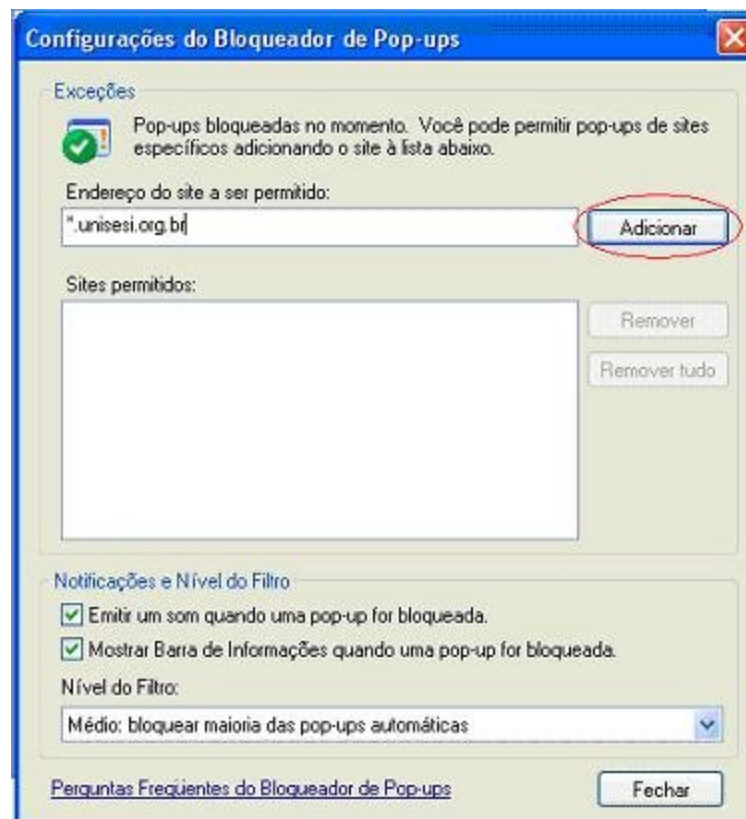 Configurações do Bloqueador de Pop-ups
Exceções
Pop-ups bloqueadas no momento. Você pode permitir pop-ups de sites
específicos adicionando o site à lista abaixo.
Endereço do site a ser permitido:
*.unisesi.org.br
Adicionar
Sites permitidos:
Remover
Remover tudo
Notificações e Nível do Filtro
Emitir um som quando uma pop-up for bloqueada.
Mostrar Barra de Informações quando uma pop-up for bloqueada.
Nível do Filtro:
Médio: bloquear maioria das pop-ups automáticas
Perguntas Freqüentes do Bloqueador de Pop-ups
Fechar